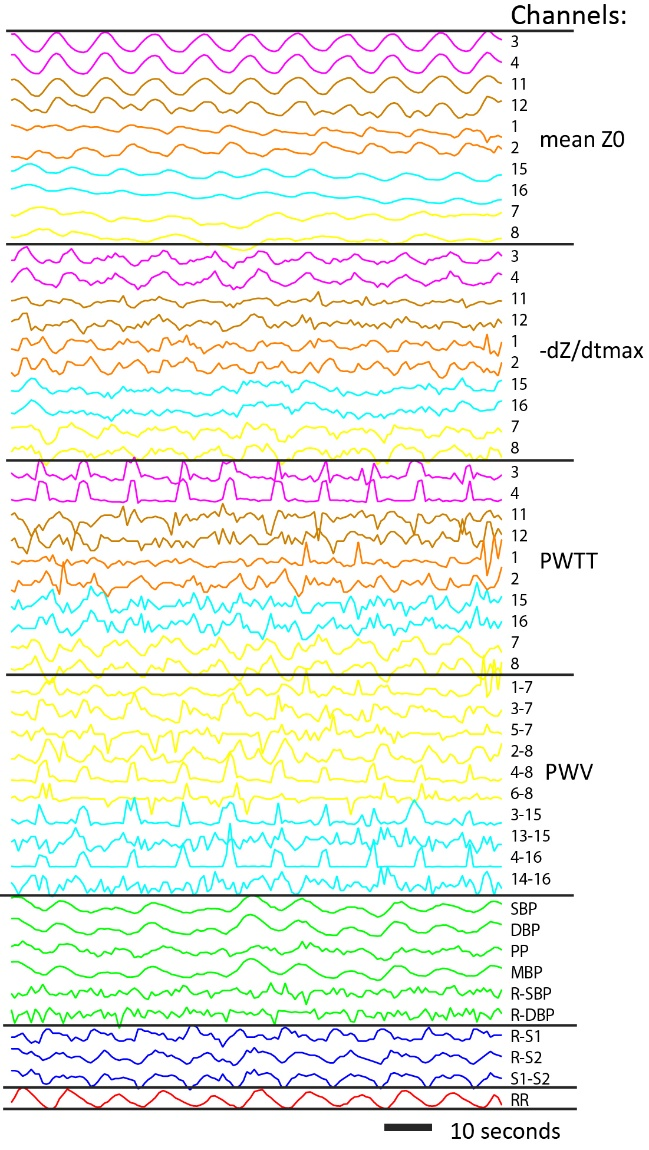 Channels:
3
4
11
12
1
mean Z0
2
15
16
7
8
3
4
11
12
1
-dZ/dtmax
2
15
16
7
8
3
4
11
12
1
PWTT
2
15
16
7
8
1-7
3-7
5-7
2-8
4-8 PWV
6-8
3-15
13-15
4-16
14-16
SBP
DBP
PP
MBP
R-SBP
R-DBP
R-S1
R-S2
S1-S2
RR
10 seconds